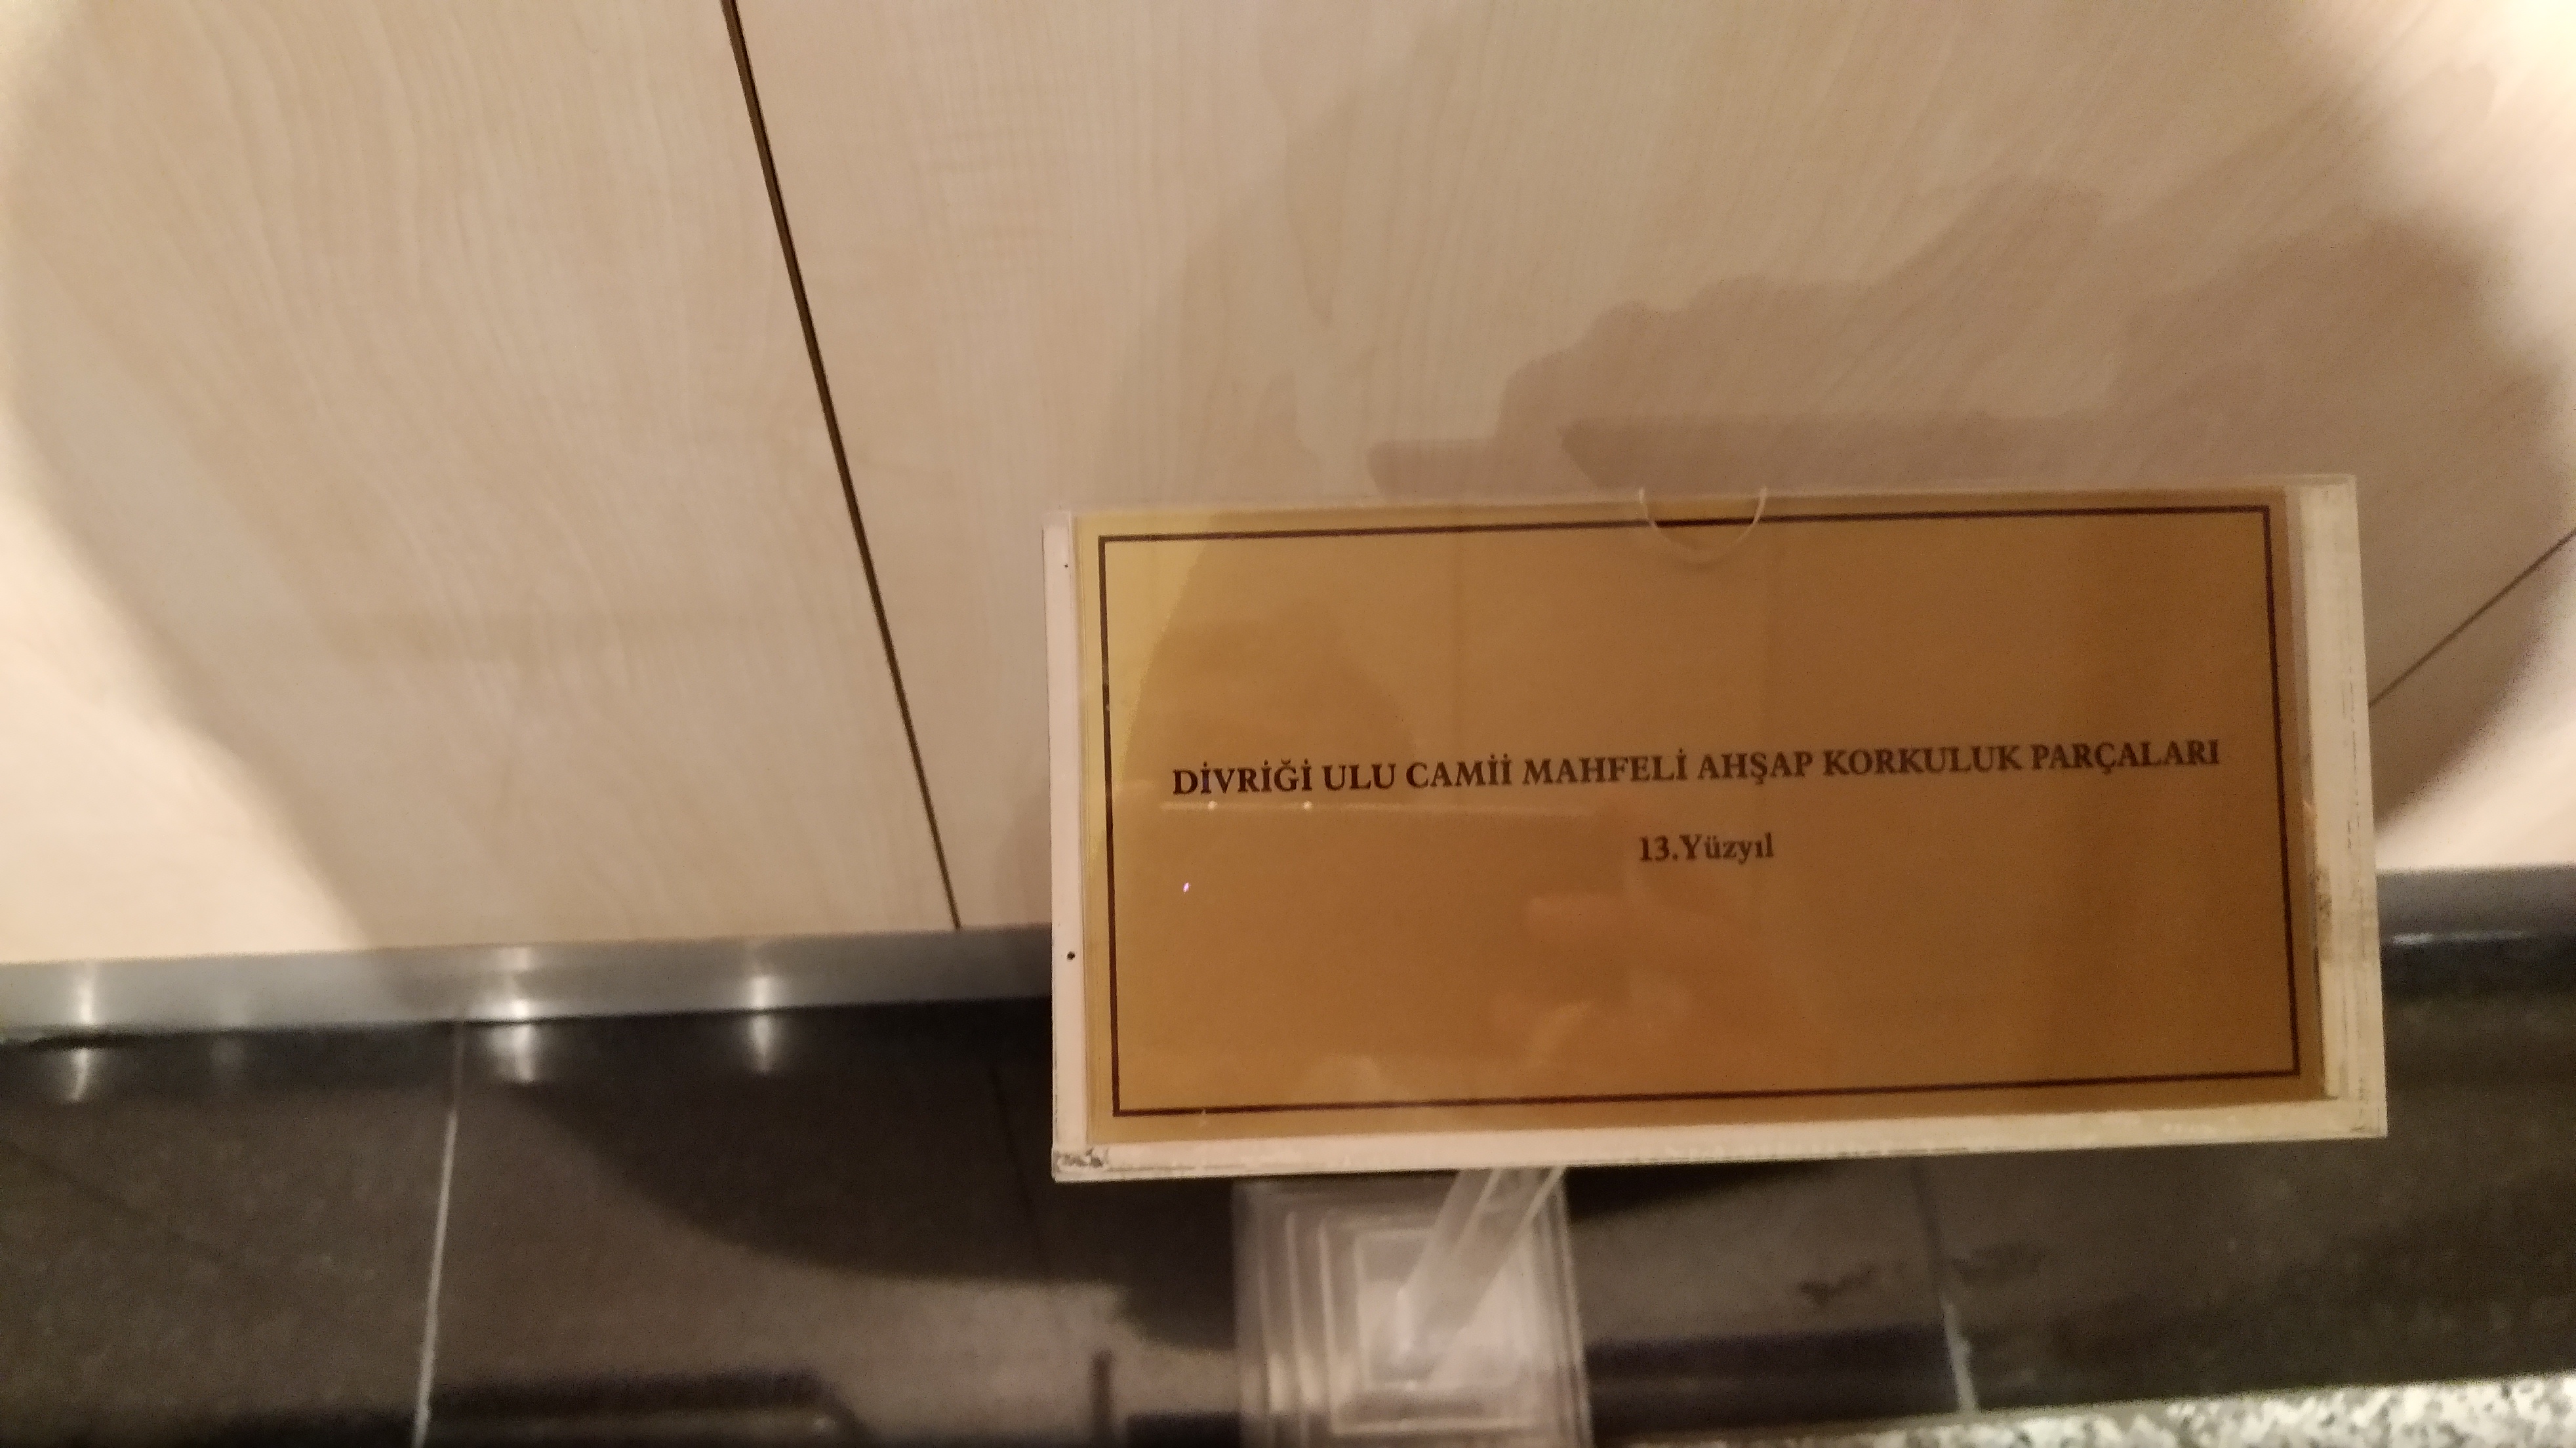 DİVRİĞİ ULU CAMİİ MAHFELİ AHŞAP KORKULUK PARÇALARI
13.Yüzyıl